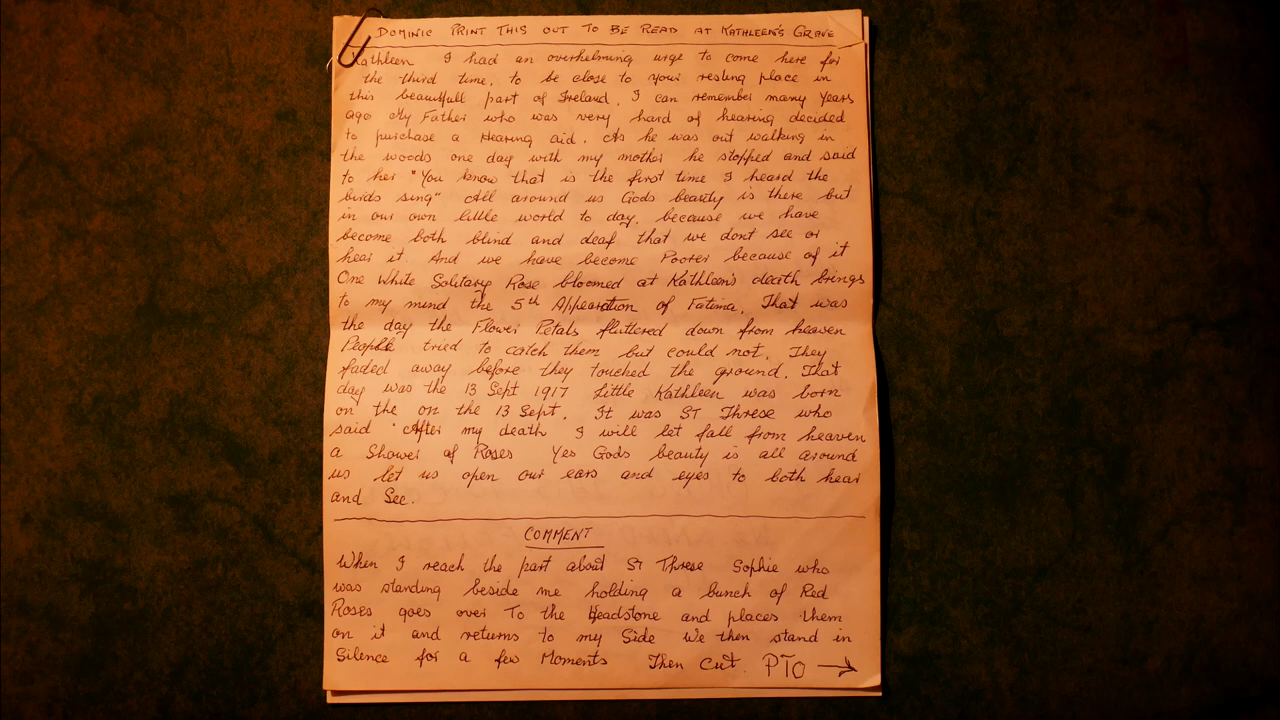 DOMINIC PRINT THIS OUT TO BE READ AT KATHLEEN'S GRAVE
Kathleen I had an overhelming urge to come here for
the third time, to be close to your resting place in
this beautifull part of Ireland. I can remember many years
ago My Father who was very hard of hearing decided
to purchase a Hearing aid. As he was out walking in
the woods one day with my mother he stopped and said
to her "You know that is the first time I heard the
birds sing" All around us Gods beauty is there but
in our own little world to day, because we have
become both blind and deaf that we dont see or
hear it. And we have become Poorer because of it
One White Solitary Rose bloomed at Kathleen's death brings
to my mind the 5th Appearation of Fatima. That was
the day the Flower Petals fluttered down from heaven
People tried to catch them but could not. They
faded away before they touched the ground. That
day was the 13 Sept 1917 Little Kathleen was born
on the on the 13 Sept. It was ST Threse who
said 'After my death I will let fall from heaven
a Shower of Roses Yes Gods beauty is all around
us let us open our ears and eyes to both hear
and See.
COMMENT
When I reach the part about ST Threse Sophie who
was standing beside me holding a bunch of Red
Roses goes over To the Headstone and places them
on it and returns to my Side We then stand in
Silence for a few Moments Then Cut. PTO →